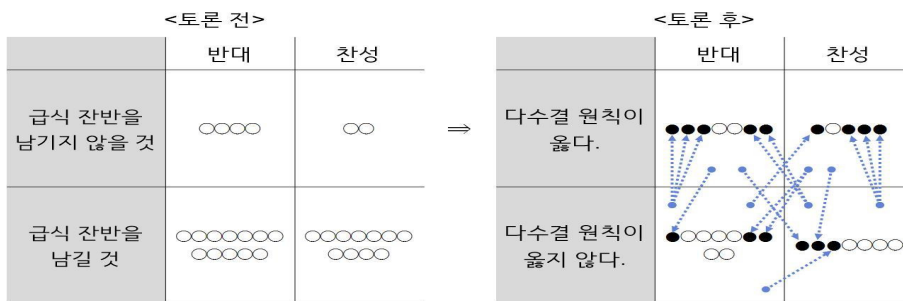 <토론 전>
<토론 후>
반대 찬성
⇒
반대 찬성
급식 잔반을
남기지 않을 것
다수결 원칙이
옳다.
급식 잔반을
남길 것
다수결 원칙이
옳지 않다.